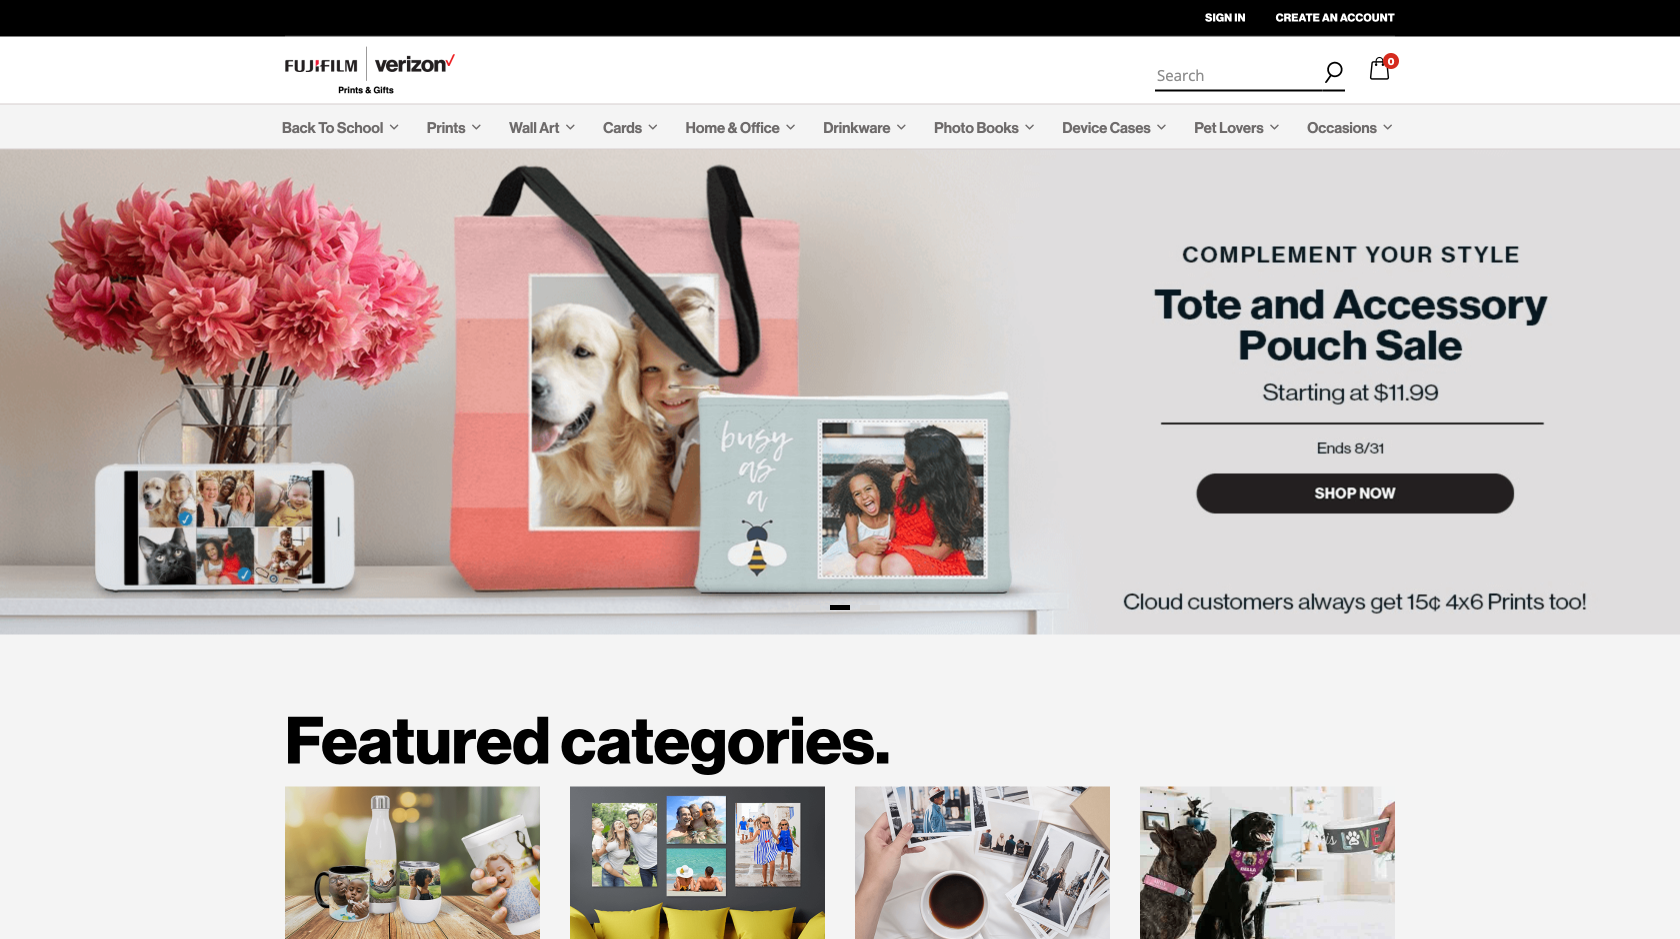 SIGN IN
CREATE AN ACCOUNT
FUJIFILM
verizon
Prints & Gifts
Search
0
Back To School
Prints
Wall Art
Cards
Home & Office
Drinkware
Photo Books
Device Cases
Pet Lovers
Occasions
COMPLEMENT YOUR STYLE
Tote and Accessory
Pouch Sale
Starting at $11.99
Ends 8/31
SHOP NOW
Cloud customers always get 15¢ 4x6 Prints too!
busy
as
a
Featured categories.
LOVE